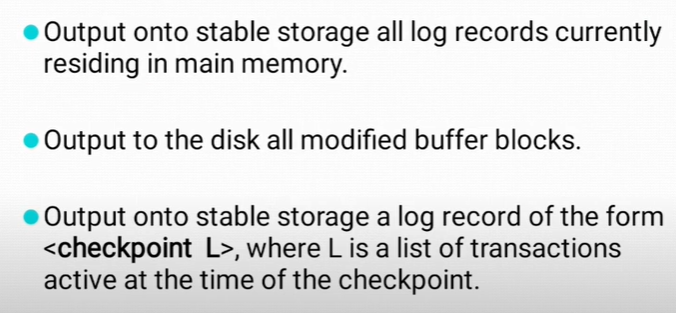 Output onto stable storage all log records currently
residing in main memory.
Output to the disk all modified buffer blocks.
Output onto stable storage a log record of the form
<checkpoint L>, where L is a list of transactions
active at the time of the checkpoint.